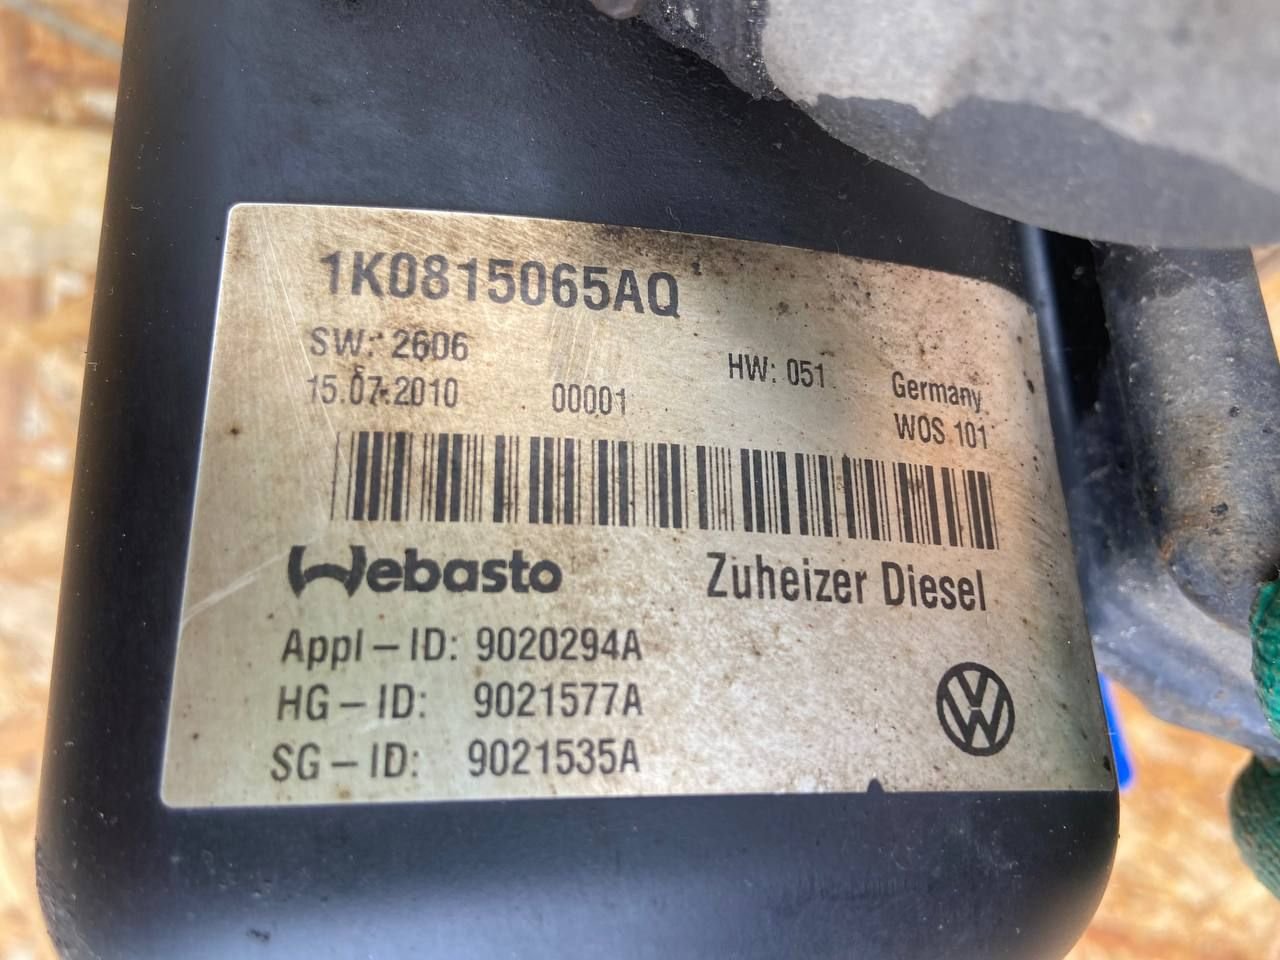 1K0815065AQ
SW: 2606
HW: 051
Germany
15.07.2010 00001
WOS 101
Webasto Zuheizer Diesel
Appl – ID: 9020294A
HG – ID: 9021577A
SG – ID: 9021535A
VW